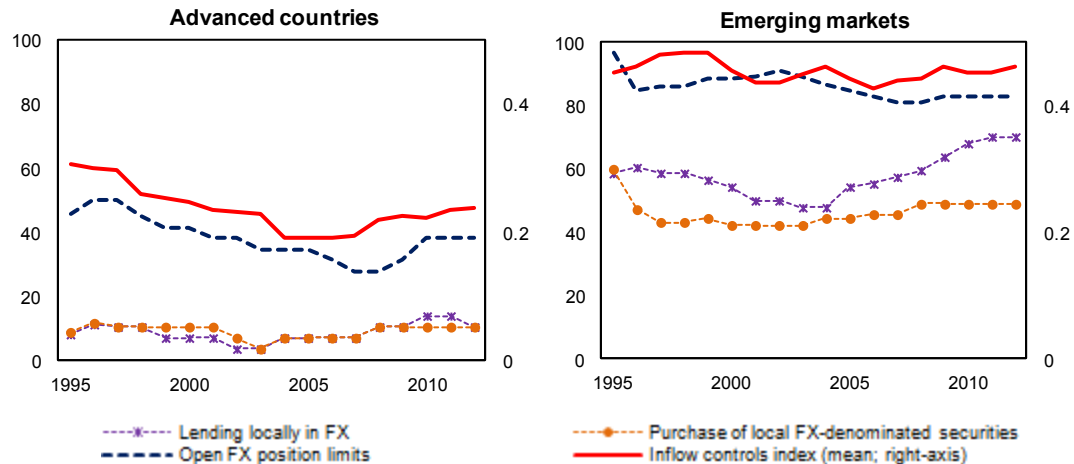 Advanced countries
100
80
60
40
20
0
0.4
0.2
0
1995 2000 2005 2010
Emerging markets
100
80
60
40
20
0
0.4
0.2
0
1995 2000 2005 2010
Lending locally in FX
Open FX position limits
Purchase of local FX-denominated securities
Inflow controls index (mean; right-axis)